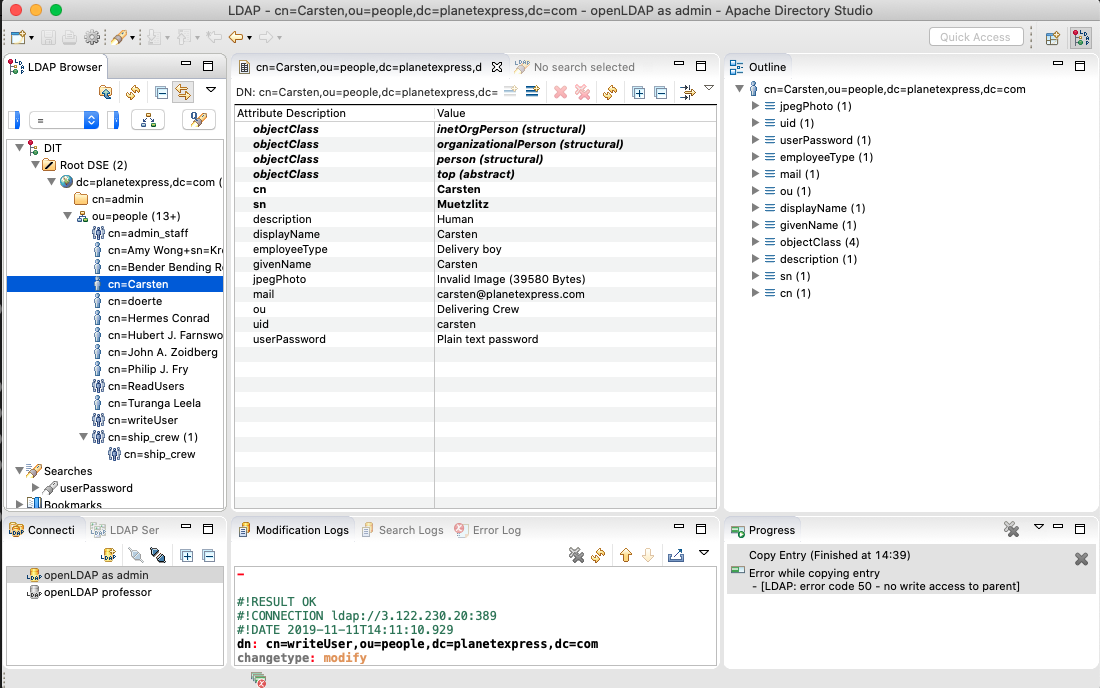 LDAP - cn=Carsten,ou=people,dc=planetexpress,dc=com - openLDAP as admin - Apache Directory Studio
Quick Access
LDAP Browser
=
DIT
Root DSE (2)
dc=planetexpress,dc=com (
cn=admin
ou=people (13+)
cn=admin_staff
cn=Amy Wong+sn=Kr
cn=Bender Bending R
cn=Carsten
cn=doerte
cn=Hermes Conrad
cn=Hubert J. Farnswo
cn=John A. Zoidberg
cn=Philip J. Fry
cn=ReadUsers
cn=Turanga Leela
cn=writeUser
cn=ship_crew (1)
cn=ship_crew
Searches
userPassword
Bookmarks
cn=Carsten,ou=people,dc=planetexpress,d
No search selected
DN: cn=Carsten,ou=people,dc=planetexpress,dc=
Attribute Description Value
objectClass inetOrgPerson (structural)
objectClass organizationalPerson (structural)
objectClass person (structural)
objectClass top (abstract)
cn Carsten
sn Muetzlitz
description Human
displayName Carsten
employeeType Delivery boy
givenName Carsten
jpegPhoto Invalid Image (39580 Bytes)
mail carsten@planetexpress.com
ou Delivering Crew
uid carsten
userPassword Plain text password
Outline
cn=Carsten,ou=people,dc=planetexpress,dc=com
jpegPhoto (1)
uid (1)
userPassword (1)
employeeType (1)
mail (1)
ou (1)
displayName (1)
givenName (1)
objectClass (4)
description (1)
sn (1)
cn (1)
Connecti LDAP Ser
LDAP
openLDAP as admin
openLDAP professor
Modification Logs Search Logs Error Log
-
#!RESULT OK
#!CONNECTION ldap://3.122.230.20:389
#!DATE 2019-11-11T14:11:10.929
dn: cn=writeUser,ou=people,dc=planetexpress,dc=com
changetype: modify
Progress
Copy Entry (Finished at 14:39)
Error while copying entry
- [LDAP: error code 50 - no write access to parent]